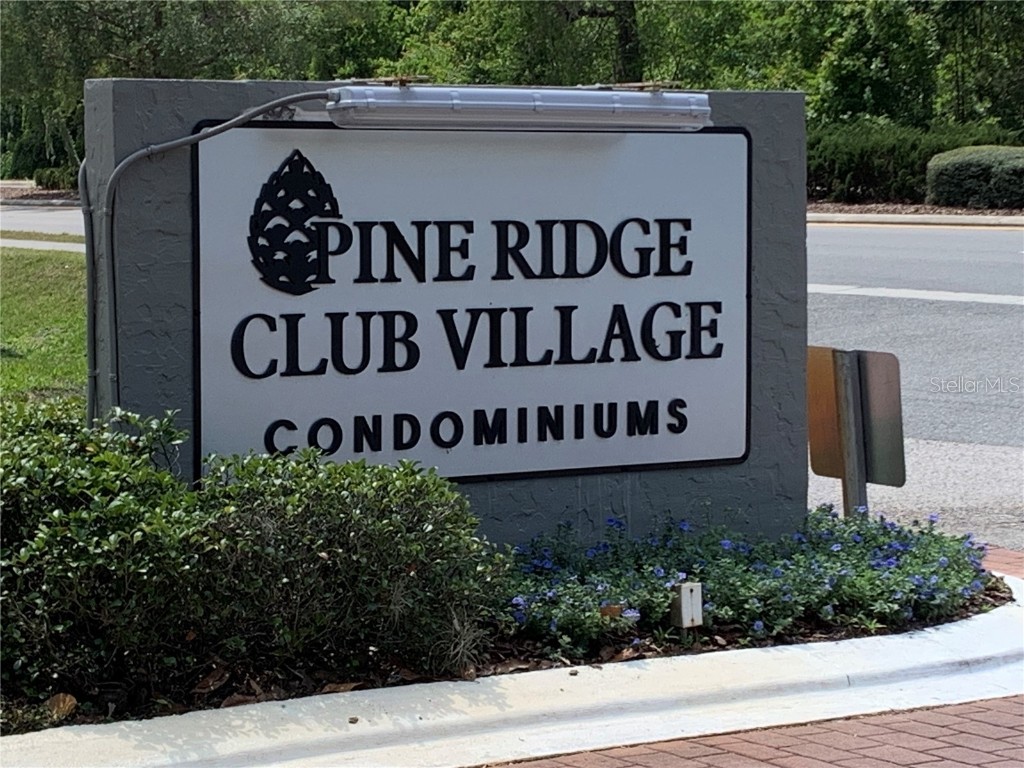 PINE RIDGE
CLUB VILLAGE
CONDOMINIUMS
Stellar MLS